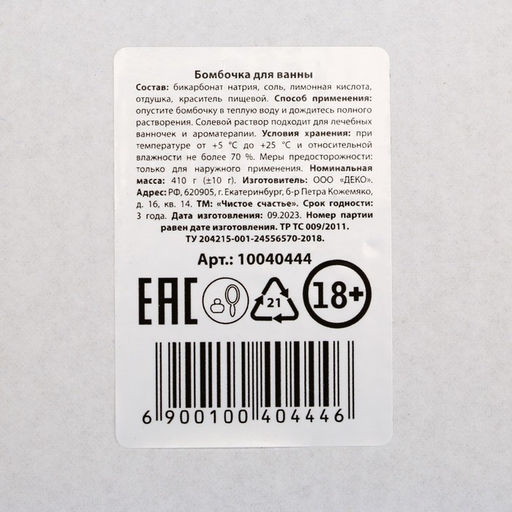 Бомбочка для ванны
Состав: бикарбонат натрия, соль, лимонная кислота,
отдушка, краситель пищевой. Способ применения:
опустите бомбочку в теплую воду и дождитесь полного
растворения. Солевой раствор подходит для лечебных
ванночек и ароматерапии. Условия хранения: при
температуре от +5 °С до +25 °С и относительной
влажности не более 70 %. Меры предосторожности:
только для наружного применения. Номинальная
масса: 410 г (±10 г). Изготовитель: ООО «ДЕКО».
Адрес: РФ, 620905, г. Екатеринбург, б-р Петра Кожемяко,
д. 16, кв. 14. ТМ: «Чистое счастье». Срок годности:
3 года. Дата изготовления: 09.2023. Номер партии
равен дате изготовления. ТР ТС 009/2011.
ТУ 204215-001-24556570-2018.
Арт.: 10040444
EAC 21 18+
6 900100 404446